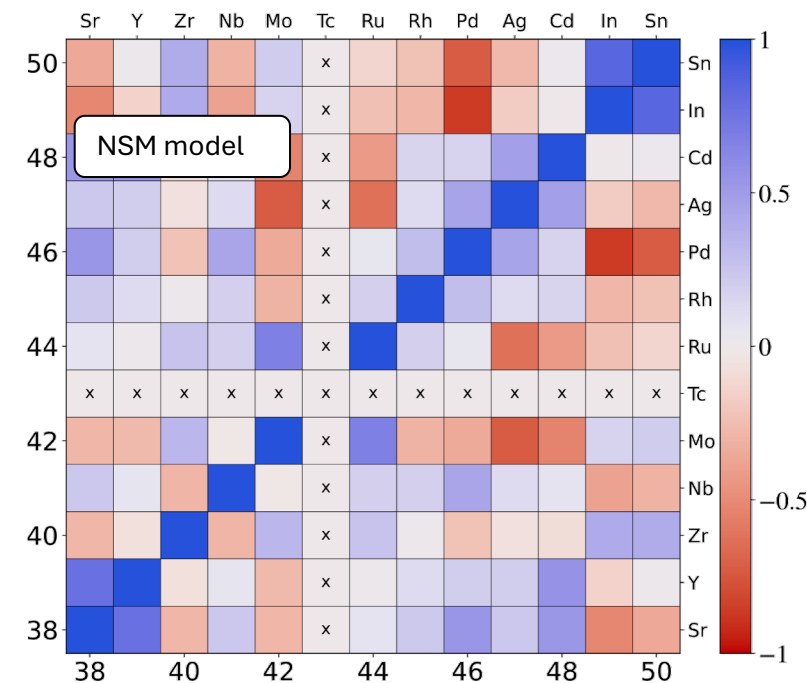 Sr Y Zr Nb Mo Tc Ru Rh Pd Ag Cd In Sn
50 x Sn 1
x In
NSM model
48 x Cd
x Ag 0.5
46 x Pd
x Rh
44 x Ru 0
x x x x x x x x x x x x x Tc
42 x Mo
x Nb −0.5
40 x Zr
x Y
38 x Sr −1
38 40 42 44 46 48 50